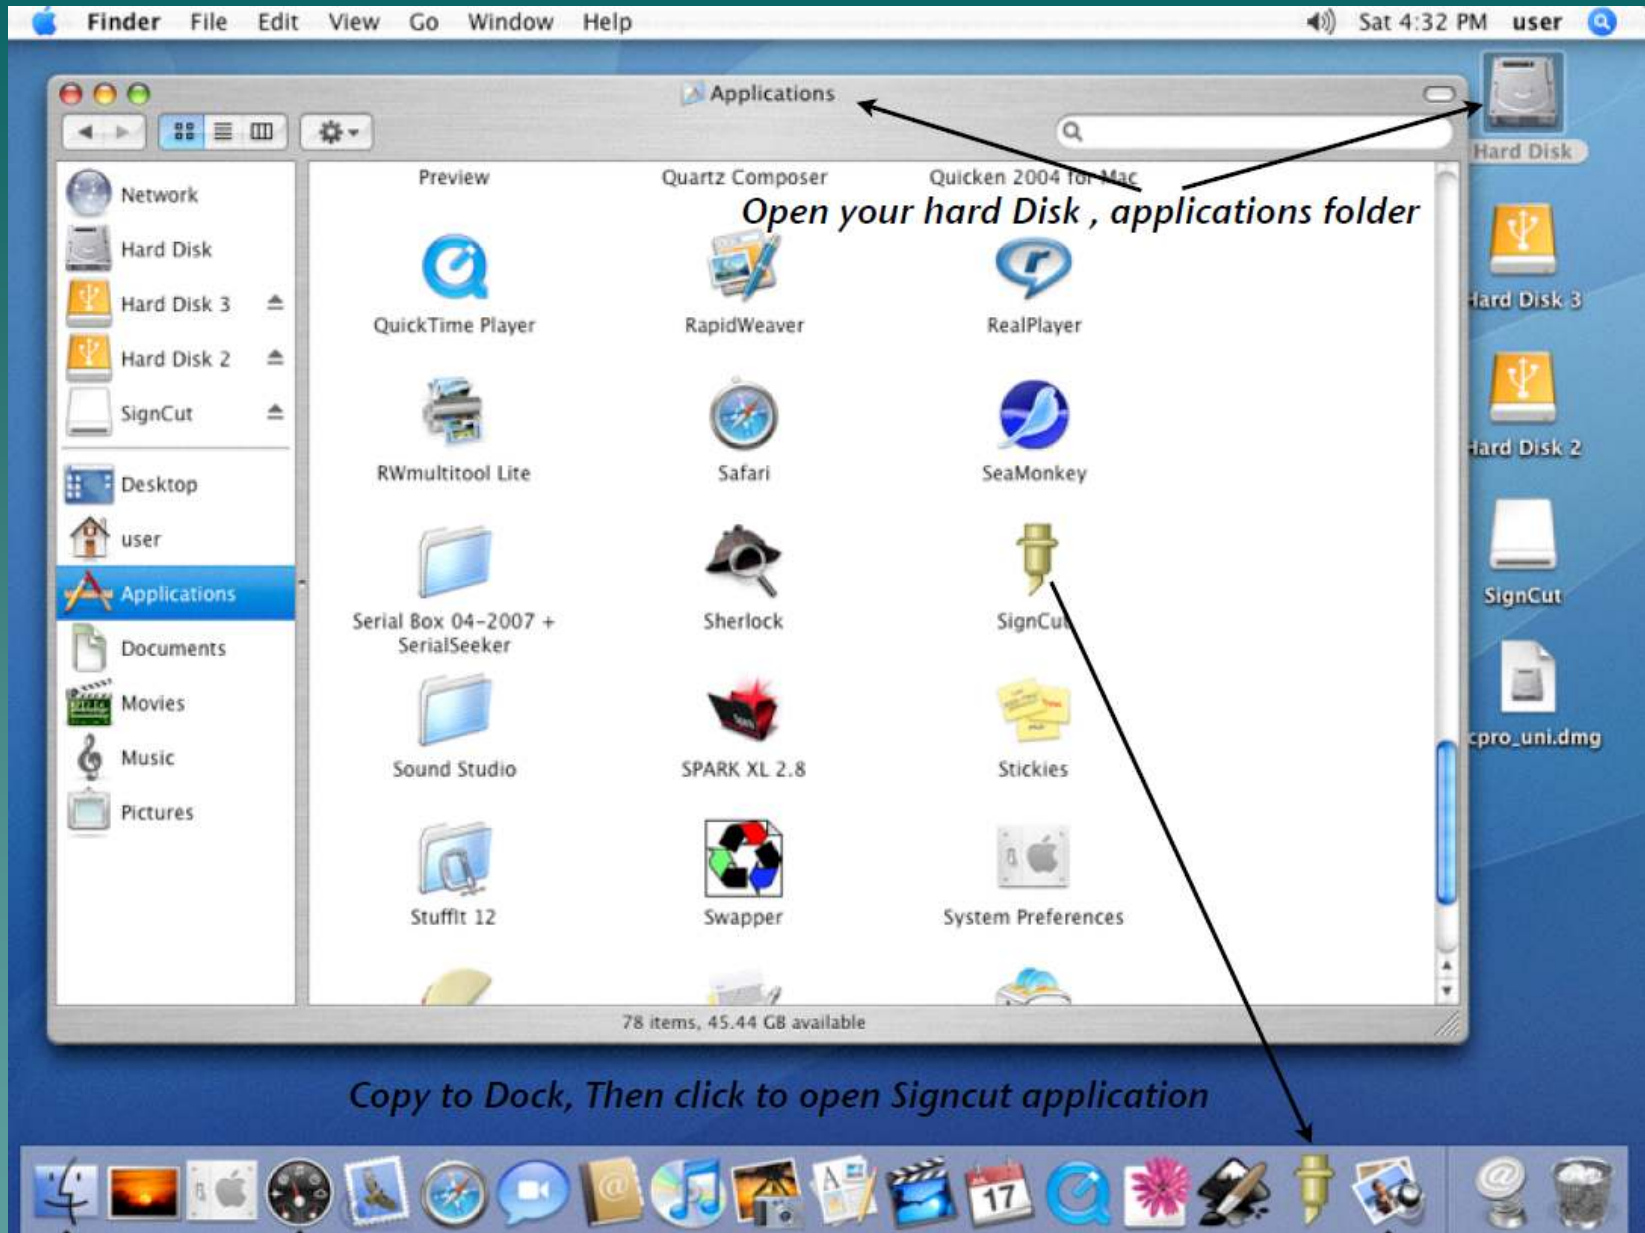 Finder File Edit View Go Window Help Sat 4:32 PM user
Applications
Hard Disk
Network
Hard Disk
Hard Disk 3
Hard Disk 2
SignCut
Desktop
user
Applications
Documents
Movies
Music
Pictures
Preview Quartz Composer Quicken 2004 for Mac
Open your hard Disk , applications folder
QuickTime Player RapidWeaver RealPlayer
RWmultitool Lite Safari SeaMonkey
Serial Box 04-2007 + Sherlock SignCut
SerialSeeker
Sound Studio SPARK XL 2.8 Stickies
StuffIt 12 Swapper System Preferences
78 items, 45.44 GB available
Hard Disk 3
Hard Disk 2
SignCut
cpro_uni.dmg
Copy to Dock, Then click to open Signcut application
17